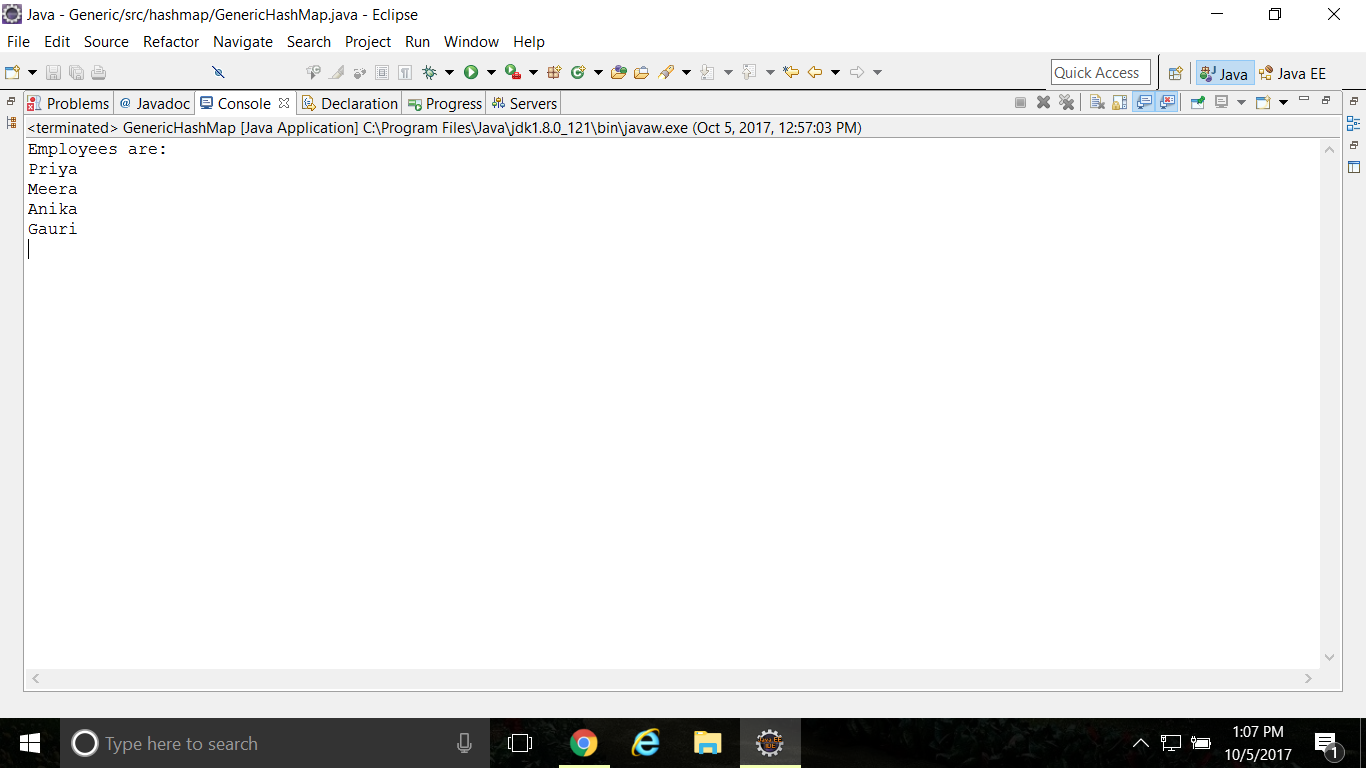 Java - Generic/src/hashmap/GenericHashMap.java - Eclipse
File Edit Source Refactor Navigate Search Project Run Window Help
Quick Access Java Java EE
Problems @ Javadoc Console Declaration Progress Servers
<terminated> GenericHashMap [Java Application] C:\Program Files\Java\jdk1.8.0_121\bin\javaw.exe (Oct 5, 2017, 12:57:03 PM)
Employees are:
Priya
Meera
Anika
Gauri
Type here to search
1:07 PM
10/5/2017
1